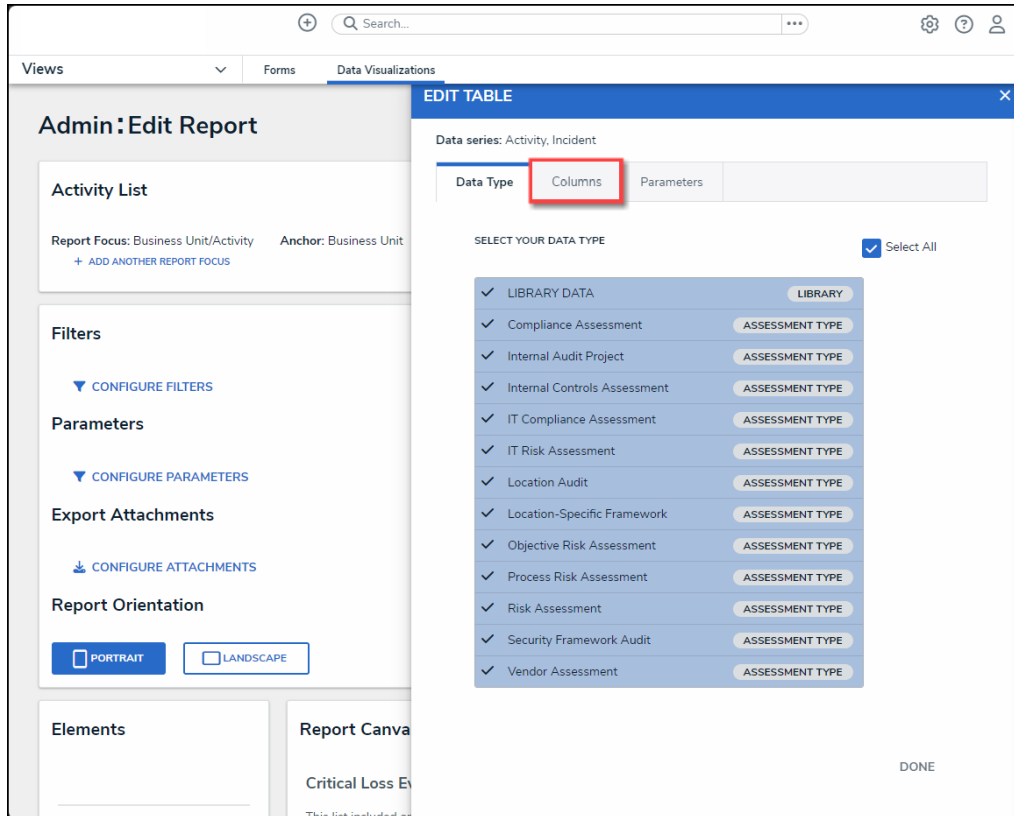 Search...
Views
Forms
Data Visualizations
Admin:Edit Report
Activity List
Report Focus: Business Unit/Activity Anchor: Business Unit
+ ADD ANOTHER REPORT FOCUS
Filters
CONFIGURE FILTERS
Parameters
CONFIGURE PARAMETERS
Export Attachments
CONFIGURE ATTACHMENTS
Report Orientation
PORTRAIT
LANDSCAPE
Elements
Report Canva
Critical Loss Ev
This list included
EDIT TABLE
Data series: Activity, Incident
Data Type
Columns
Parameters
SELECT YOUR DATA TYPE
Select All
LIBRARY DATA LIBRARY
Compliance Assessment ASSESSMENT TYPE
Internal Audit Project ASSESSMENT TYPE
Internal Controls Assessment ASSESSMENT TYPE
IT Compliance Assessment ASSESSMENT TYPE
IT Risk Assessment ASSESSMENT TYPE
Location Audit ASSESSMENT TYPE
Location-Specific Framework ASSESSMENT TYPE
Objective Risk Assessment ASSESSMENT TYPE
Process Risk Assessment ASSESSMENT TYPE
Risk Assessment ASSESSMENT TYPE
Security Framework Audit ASSESSMENT TYPE
Vendor Assessment ASSESSMENT TYPE
DONE